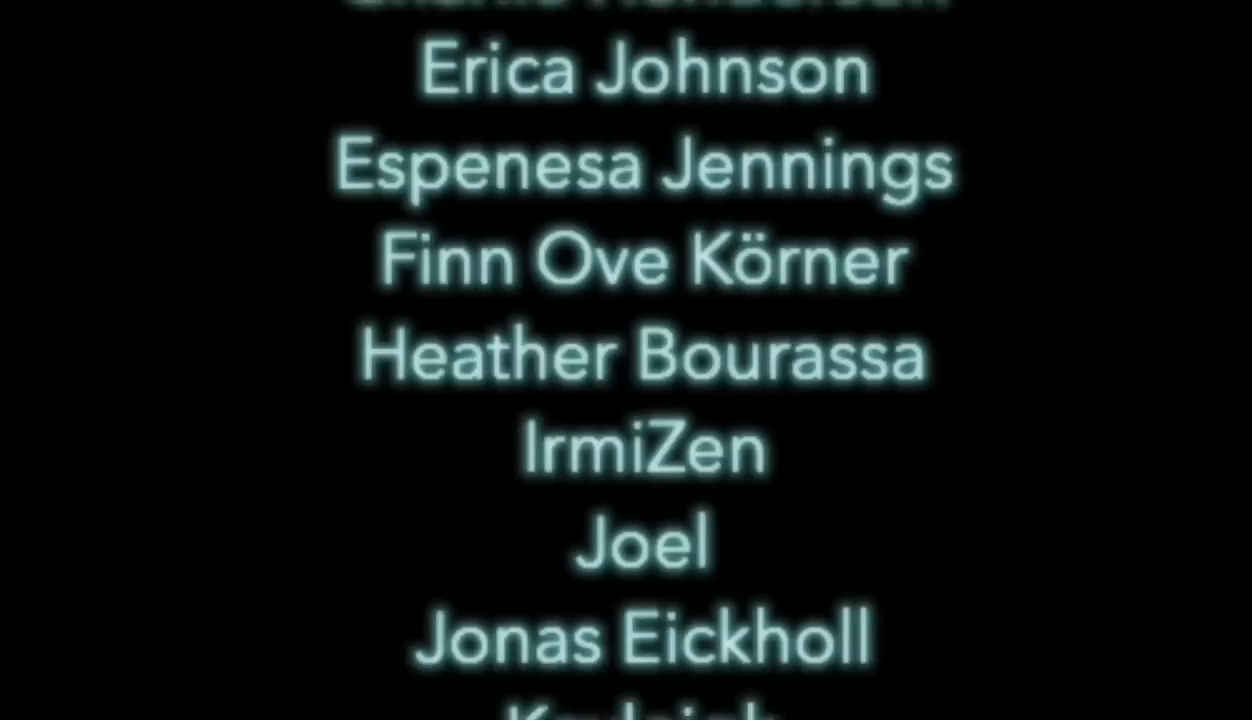 Erica Johnson
Espenesa Jennings
Finn Ove Körner
Heather Bourassa
IrmiZen
Joel
Jonas Eickholl